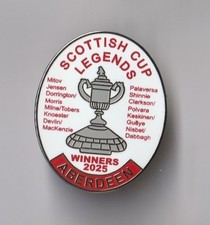 SCOTTISH CUP
LEGENDS
Mitov
Jensen
Dorrington/
Morris
Milne/Tobers
Knoester
Devlin/
MacKenzie
Palaversa
Shinnie
Clarkson/
Polvara
Keskinen/
Guèye
Nisbet/
Dabbagh
WINNERS
2025
ABERDEEN